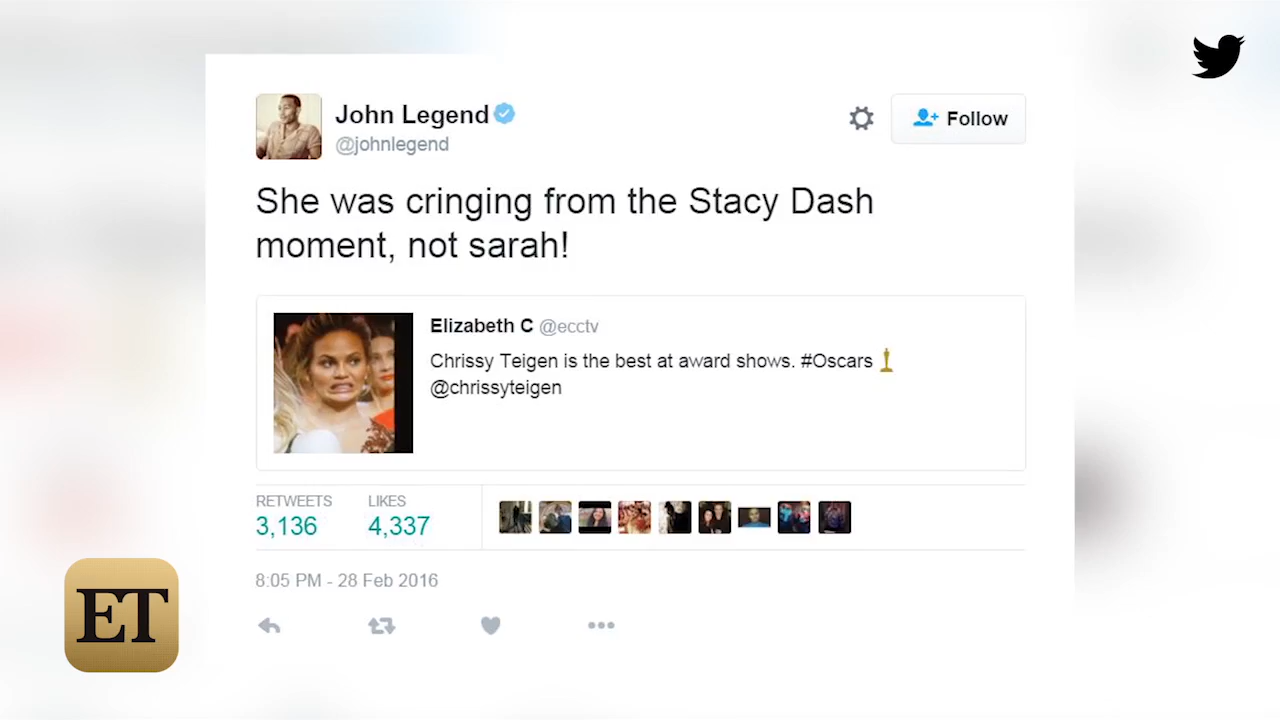 John Legend
@johnlegend
Follow
She was cringing from the Stacy Dash
moment, not sarah!
Elizabeth C @ecctv
Chrissy Teigen is the best at award shows. #Oscars
@chrissyteigen
RETWEETS LIKES
3,136 4,337
8:05 PM - 28 Feb 2016
ET